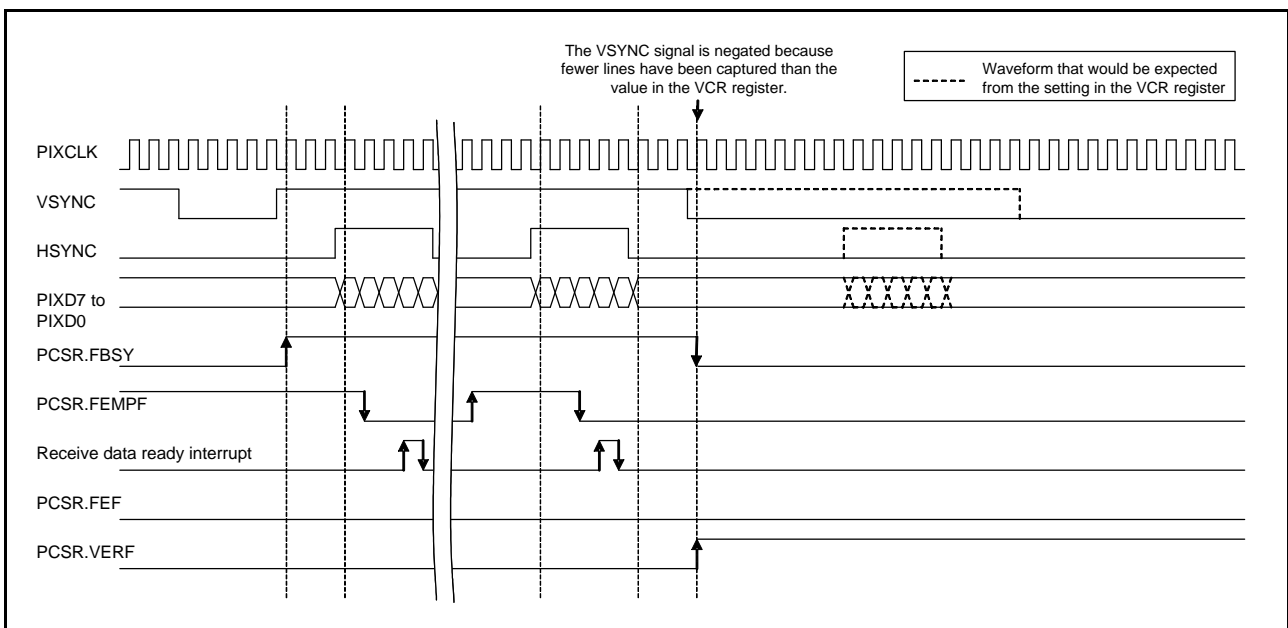 The VSYNC signal is negated because
fewer lines have been captured than the
value in the VCR register.
Waveform that would be expected
from the setting in the VCR register
PIXCLK
VSYNC
HSYNC
PIXD7 to
PIXD0
PCSR.FBSY
PCSR.FEMPF
Receive data ready interrupt
PCSR.FEF
PCSR.VERF